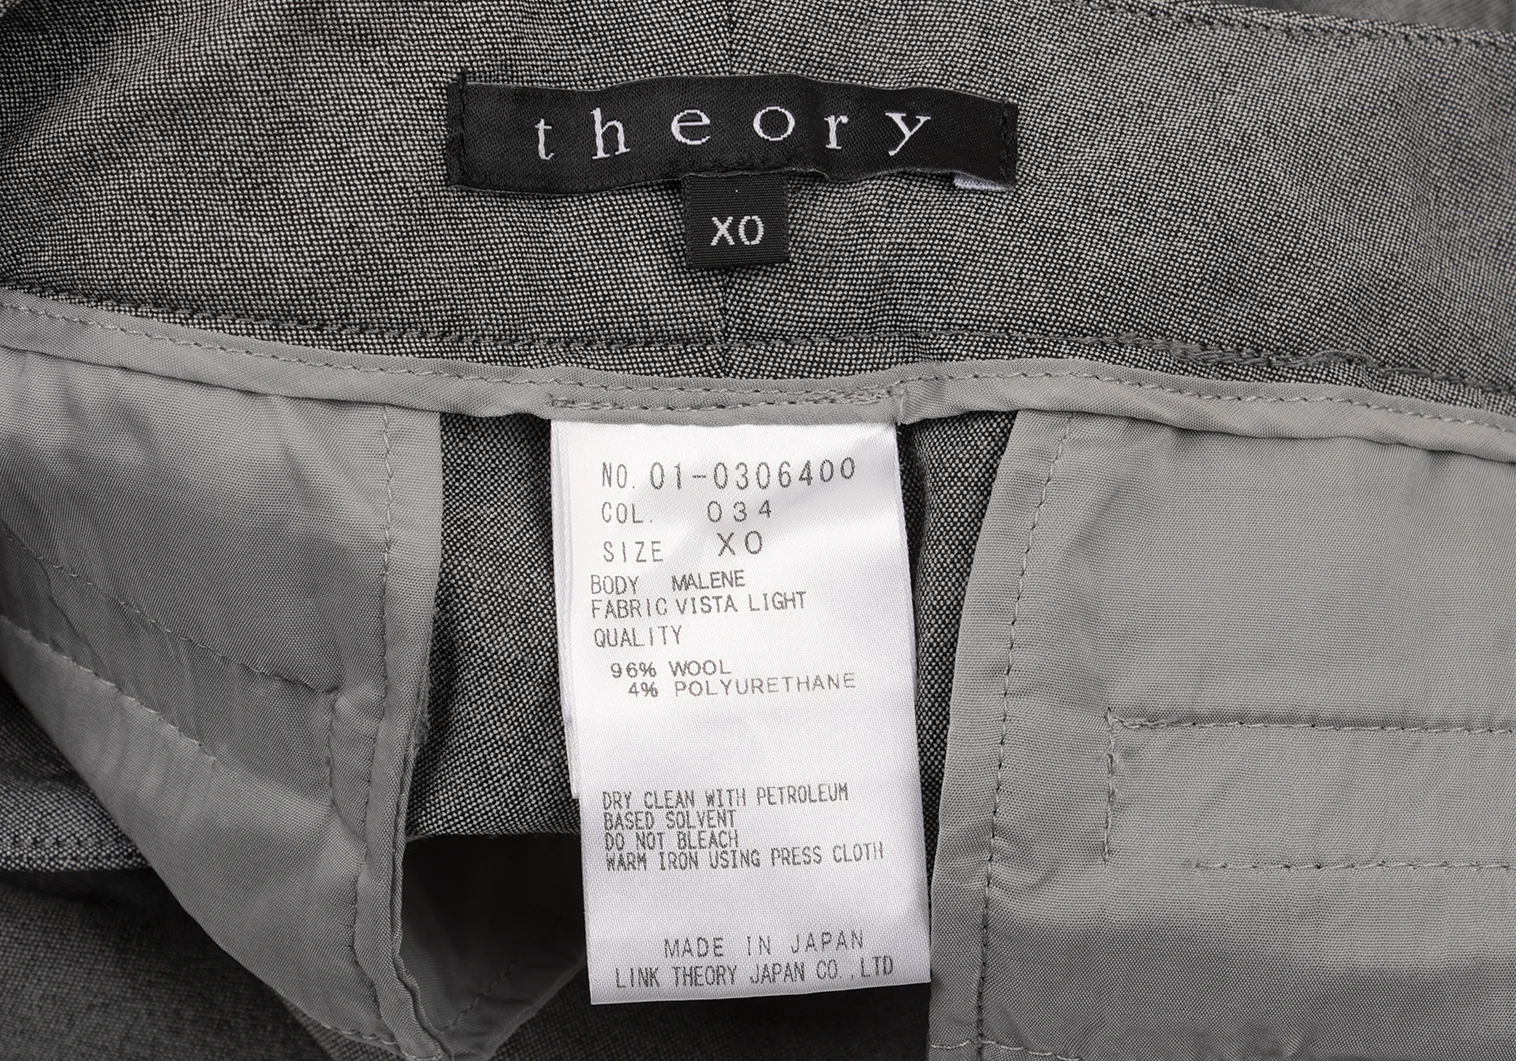 theory
XO
NO. 01-0306400
COL. 034
SIZE XO
BODY MALENE
FABRIC VISTA LIGHT
QUALITY
96% WOOL
4% POLYURETHANE
DRY CLEAN WITH PETROLEUM
BASED SOLVENT
DO NOT BLEACH
WARM IRON USING PRESS CLOTH
MADE IN JAPAN
LINK THEORY JAPAN CO.,LTD